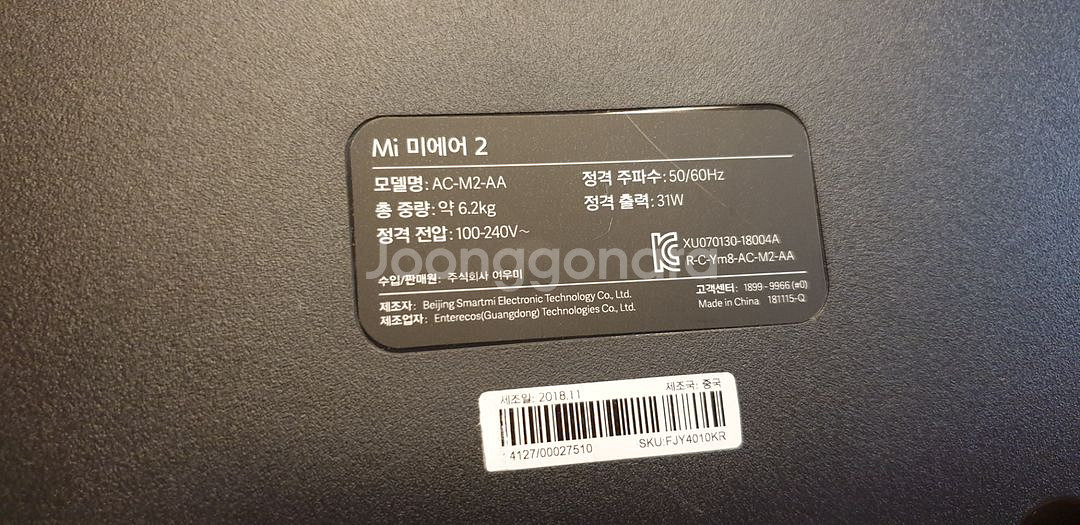 Mi 미에어 2
모델명: AC-M2-AA
총 중량: 약 6.2kg
정격 전압: 100-240V~
정격 주파수: 50/60Hz
정격 출력: 31W
XU070130-18004A
R-C-Ym8-AC-M2-AA
Joonggonara
수입/판매원: 주식회사 여우미
제조자: Beijing Smartmi Electronic Technology Co., Ltd.
제조업자: Enterecos(Guangdong) Technologies Co., Ltd.
고객센터: 1899-9966 (#0)
Made in China 181115-Q
제조일: 2018.11
제조국: 중국
4127/00027510
SKU:FJY4010KR